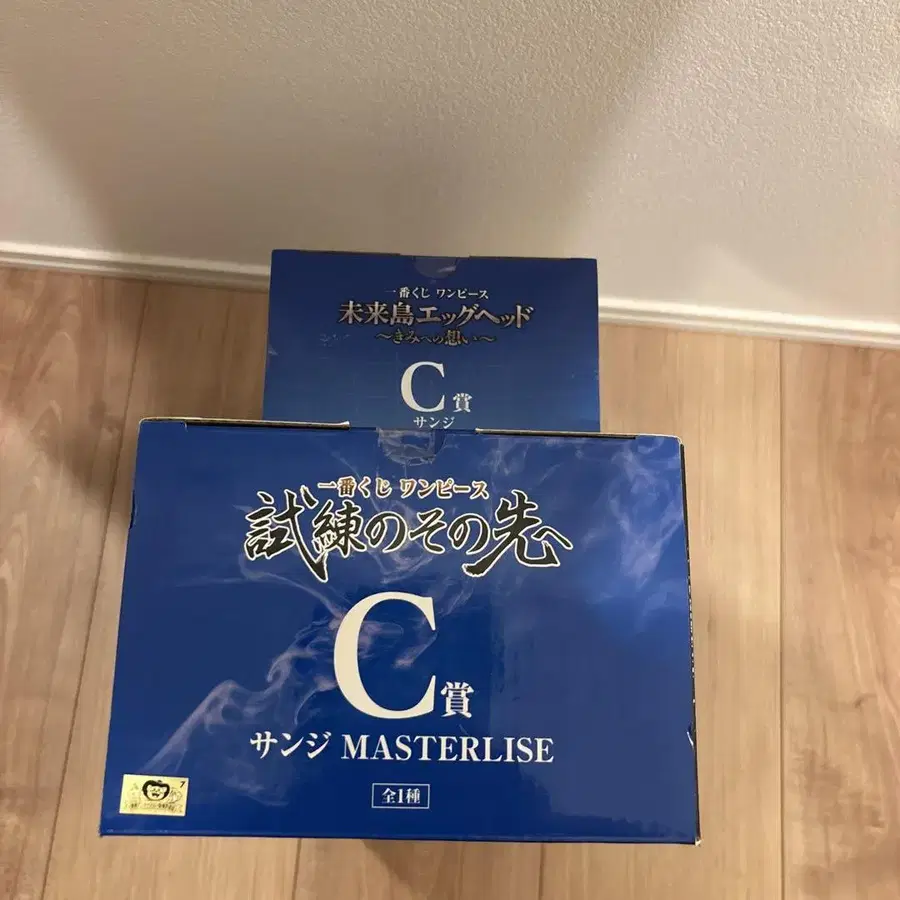 一番くじ ワンピース
未来島エッグヘッド
～きみへの想い～
C賞
サンジ
一番くじ ワンピース
試練のその先
C賞
サンジ MASTERLISE
全1種
7